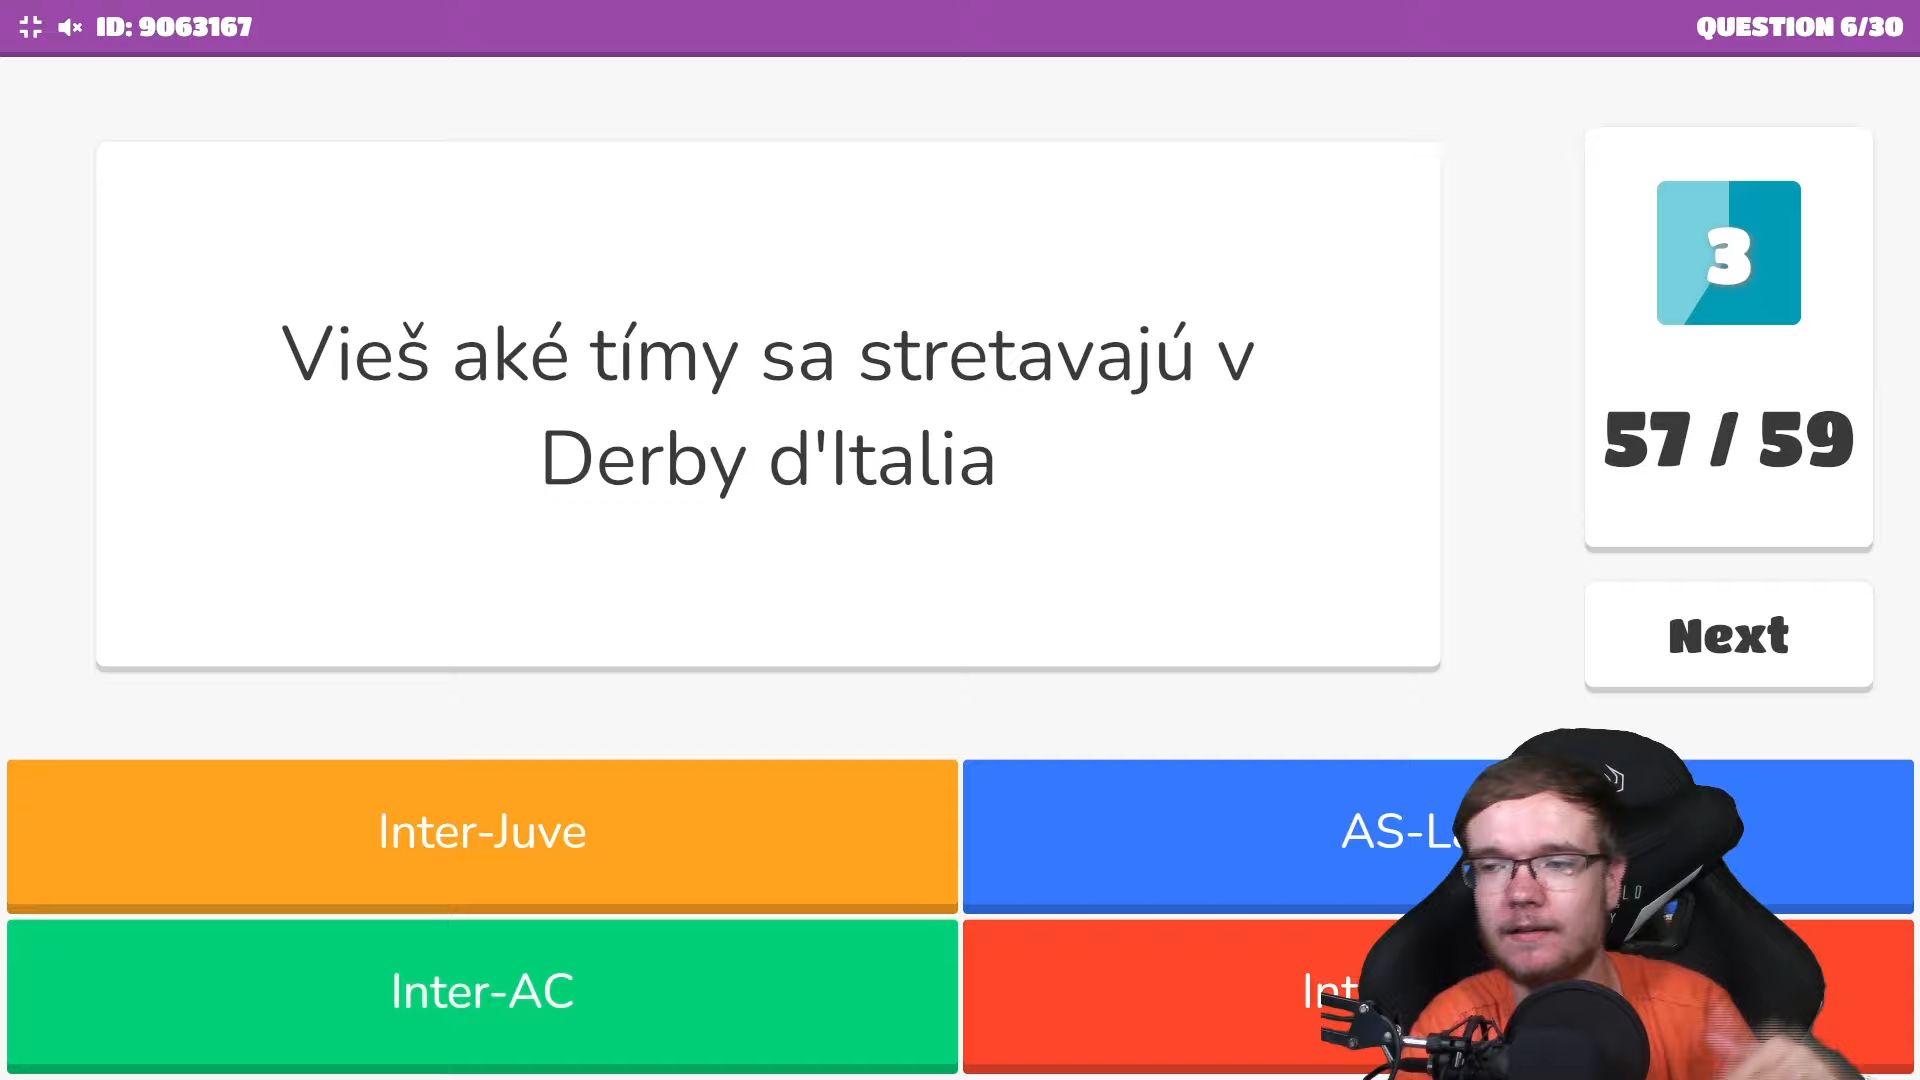 ID: 9063167
QUESTION 6/30
Vieš aké tímy sa stretavajú v
Derby d'Italia
3
57 / 59
Next
Inter-Juve
Inter-AC